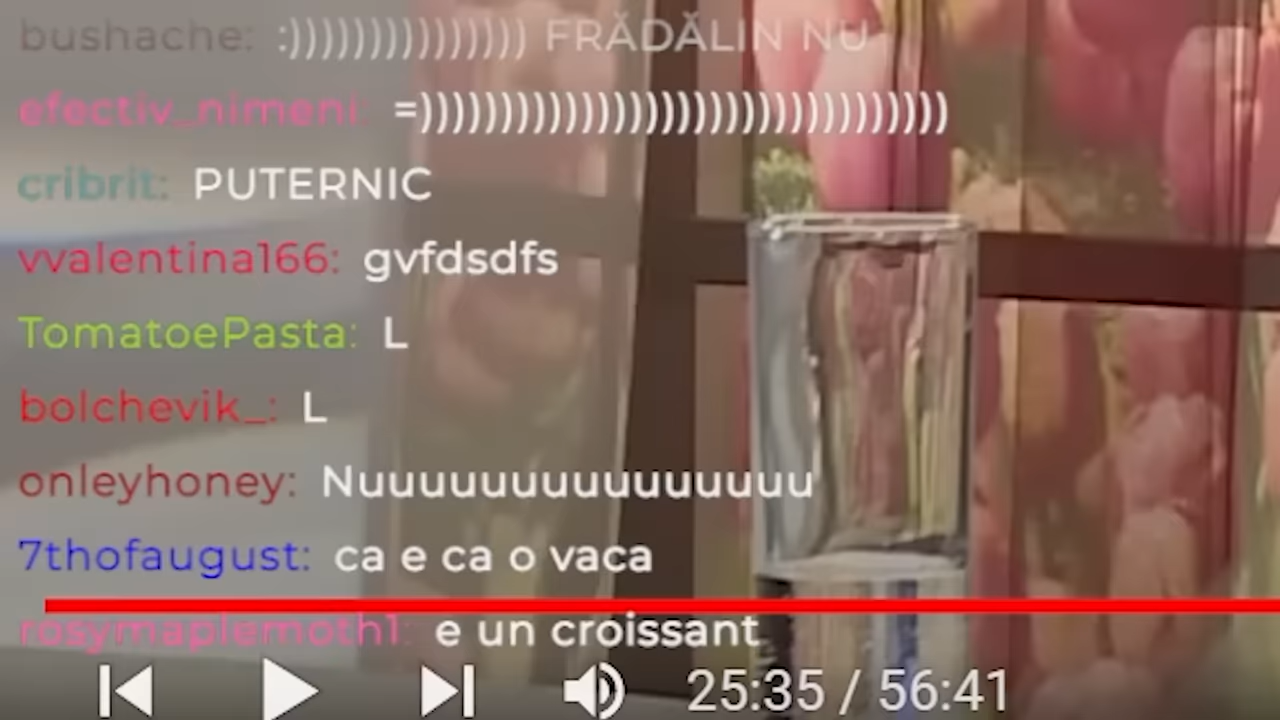 bushache: :))))))))))))))) FRĂDĂLIN NU
efectiv_nimeni: =)))))))))))))))))))))))))))))))))
cribrit: PUTERNIC
vvalentina166: gvfdsdfs
TomatoePasta: L
bolchevik_: L
onleyhoney: Nuuuuuuuuuuuuuuu
7thofaugust: ca e ca o vaca
rosymaplemoth1: e un croissant
25:35 / 56:41